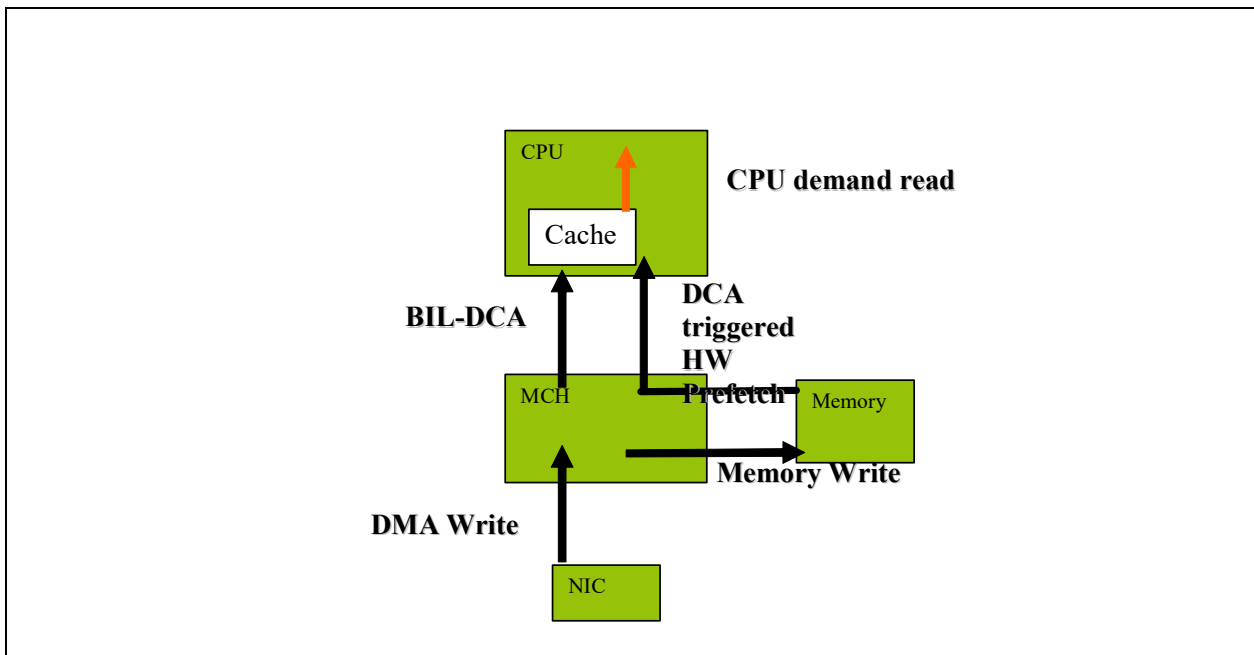 CPU
CPU demand read
Cache
BIL-DCA
DCA
triggered
HW
Prefetch
MCH
Memory
Memory Write
DMA Write
NIC